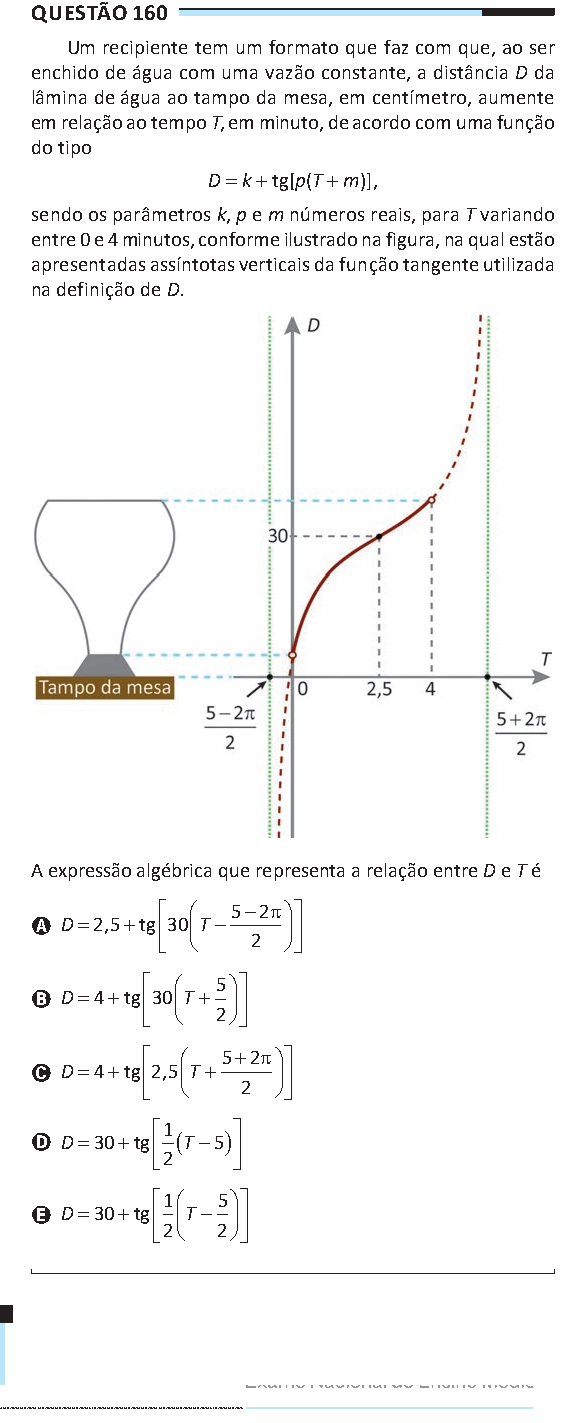 QUESTÃO 160
Um recipiente tem um formato que faz com que, ao ser
enchido de água com uma vazão constante, a distância D da
lâmina de água ao tampo da mesa, em centímetro, aumente
em relação ao tempo T, em minuto, de acordo com uma função
do tipo
D = k + tg[p(T + m)],
sendo os parâmetros k, p e m números reais, para T variando
entre 0 e 4 minutos, conforme ilustrado na figura, na qual estão
apresentadas assíntotas verticais da função tangente utilizada
na definição de D.
D
30
T
Tampo da mesa
0 2,5 4
(5 − 2π)/2
(5 + 2π)/2
A expressão algébrica que representa a relação entre D e T é
A D = 2,5 + tg[30(T − (5 − 2π)/2)]
B D = 4 + tg[30(T + 5/2)]
C D = 4 + tg[2,5(T + (5 + 2π)/2)]
D D = 30 + tg[1/2(T − 5)]
E D = 30 + tg[1/2(T − 5/2)]